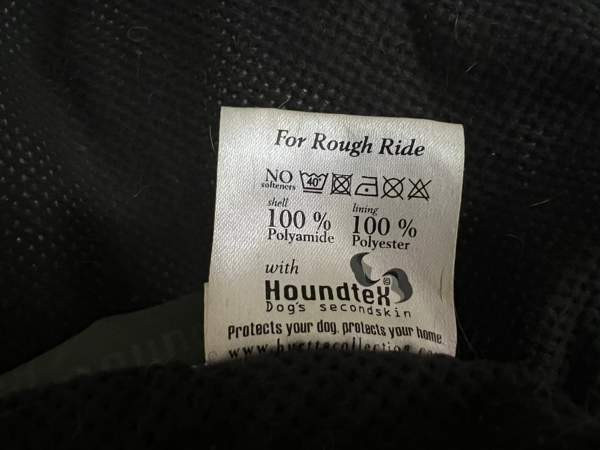 For Rough Ride
NO
softeners
40°
shell
100 %
Polyamide
lining
100 %
Polyester
with
Houndtex®
Dog's secondskin
Protects your dog, protects your home